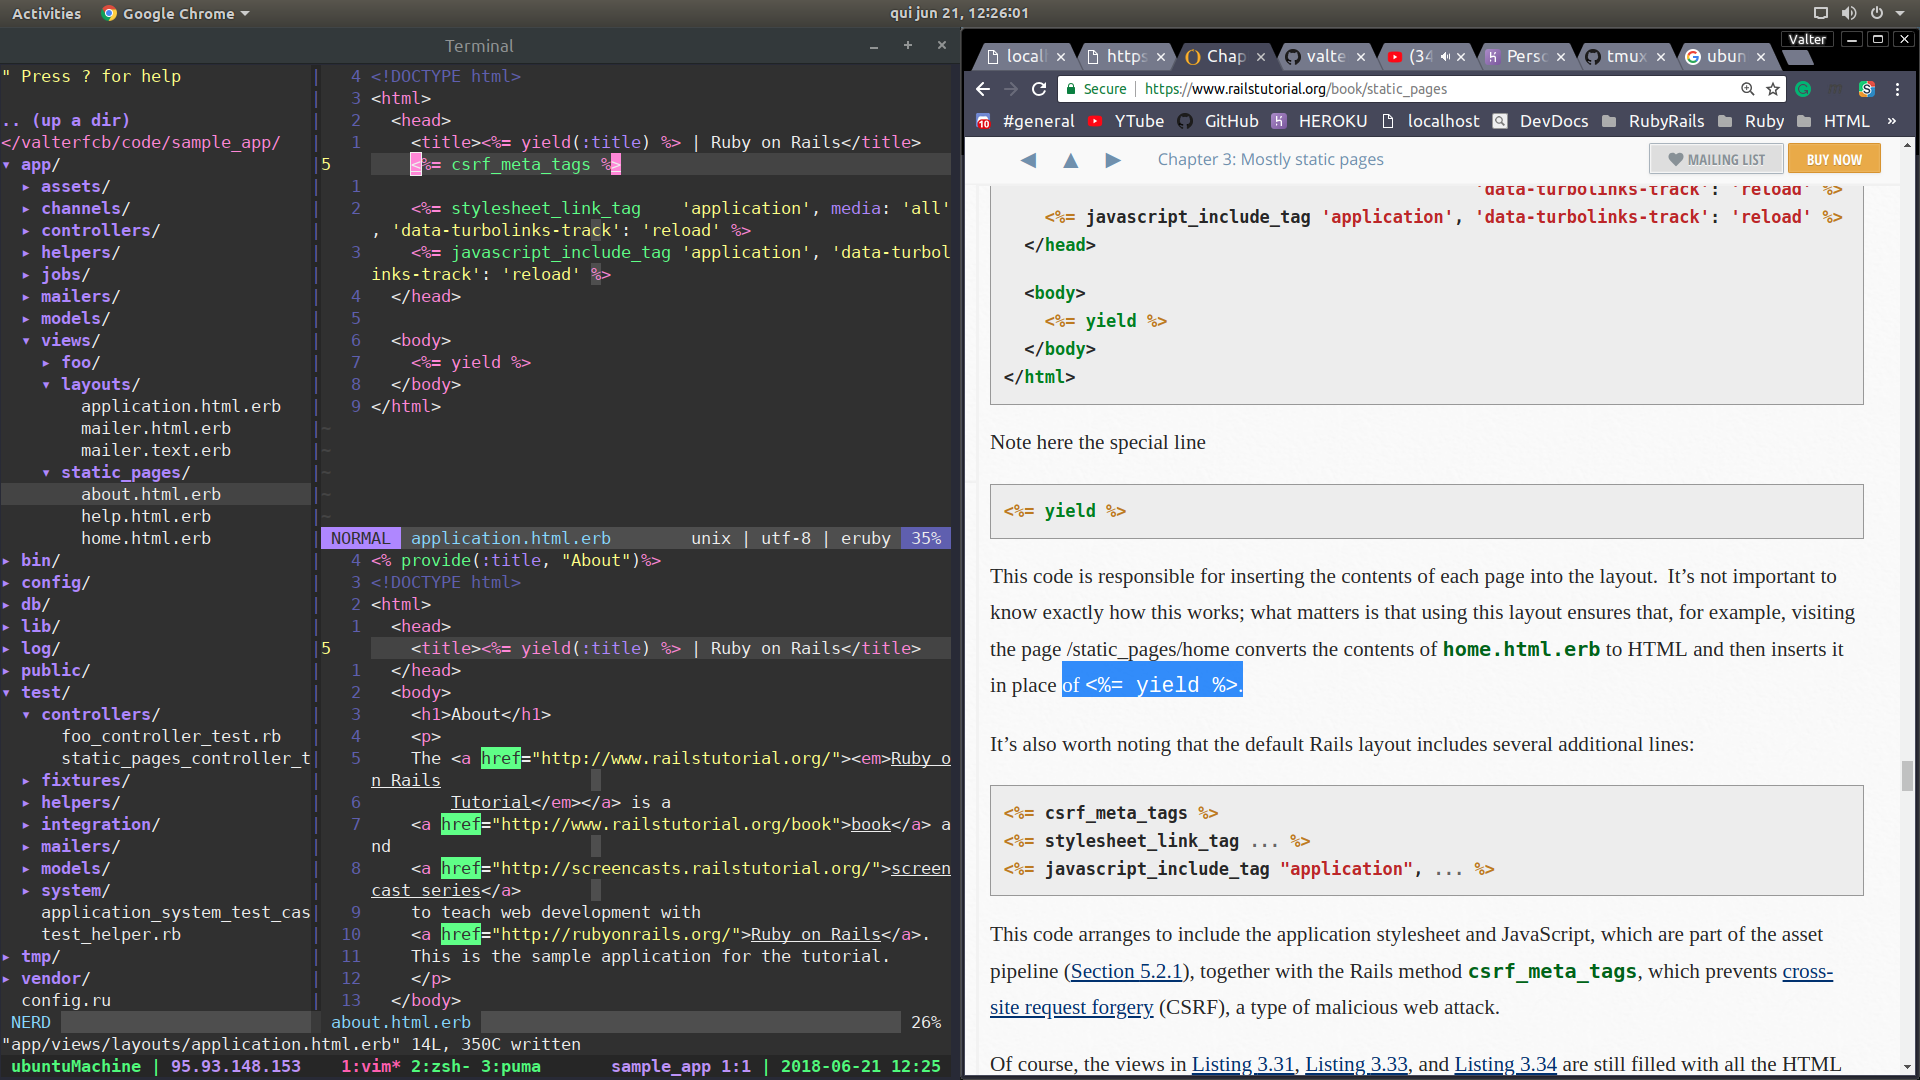 Activities
Google Chrome
qui jun 21, 12:26:01
Terminal
" Press ? for help
.. (up a dir)
</valterfcb/code/sample_app/
▾ app/
▸ assets/
▸ channels/
▸ controllers/
▸ helpers/
▸ jobs/
▸ mailers/
▸ models/
▾ views/
▸ foo/
▾ layouts/
application.html.erb
mailer.html.erb
mailer.text.erb
▾ static_pages/
about.html.erb
help.html.erb
home.html.erb
▸ bin/
▸ config/
▸ db/
▸ lib/
▸ log/
▸ public/
▾ test/
▾ controllers/
foo_controller_test.rb
static_pages_controller_t
▸ fixtures/
▸ helpers/
▸ integration/
▸ mailers/
▸ models/
▸ system/
application_system_test_cas
test_helper.rb
▸ tmp/
▸ vendor/
config.ru
NERD
4 <!DOCTYPE html>
3 <html>
2 <head>
1 <title><%= yield(:title) %> | Ruby on Rails</title>
5 <%= csrf_meta_tags %>
1
2 <%= stylesheet_link_tag    'application', media: 'all'
, 'data-turbolinks-track': 'reload' %>
3 <%= javascript_include_tag 'application', 'data-turbol
inks-track': 'reload' %>
4 </head>
5
6 <body>
7 <%= yield %>
8 </body>
9 </html>
~
~
~
~
~
NORMAL application.html.erb unix | utf-8 | eruby 35%
4 <% provide(:title, "About")%>
3 <!DOCTYPE html>
2 <html>
1 <head>
5 <title><%= yield(:title) %> | Ruby on Rails</title>
1 </head>
2 <body>
3 <h1>About</h1>
4 <p>
5 The <a href="http://www.railstutorial.org/"><em>Ruby o
n Rails
6 Tutorial</em></a> is a
7 <a href="http://www.railstutorial.org/book">book</a> a
nd
8 <a href="http://screencasts.railstutorial.org/">screen
cast series</a>
9 to teach web development with
10 <a href="http://rubyonrails.org/">Ruby on Rails</a>.
11 This is the sample application for the tutorial.
12 </p>
13 </body>
about.html.erb 26%
"app/views/layouts/application.html.erb" 14L, 350C written
ubuntuMachine | 95.93.148.153 1:vim* 2:zsh- 3:puma sample_app 1:1 | 2018-06-21 12:25
Valter
local
https
Chap
valte
(34
Perso
tmux
ubun
Secure
https://www.railstutorial.org/book/static_pages
10 #general YTube GitHub HEROKU localhost DevDocs RubyRails Ruby HTML »
Chapter 3: Mostly static pages
MAILING LIST
BUY NOW
'data-turbolinks-track': 'reload' %>
<%= javascript_include_tag 'application', 'data-turbolinks-track': 'reload' %>
</head>
<body>
<%= yield %>
</body>
</html>
Note here the special line
<%= yield %>
This code is responsible for inserting the contents of each page into the layout. It’s not important to
know exactly how this works; what matters is that using this layout ensures that, for example, visiting
the page /static_pages/home converts the contents of home.html.erb to HTML and then inserts it
in place of <%= yield %>.
It’s also worth noting that the default Rails layout includes several additional lines:
<%= csrf_meta_tags %>
<%= stylesheet_link_tag ... %>
<%= javascript_include_tag "application", ... %>
This code arranges to include the application stylesheet and JavaScript, which are part of the asset
pipeline (Section 5.2.1), together with the Rails method csrf_meta_tags, which prevents cross-
site request forgery (CSRF), a type of malicious web attack.
Of course, the views in Listing 3.31, Listing 3.33, and Listing 3.34 are still filled with all the HTML